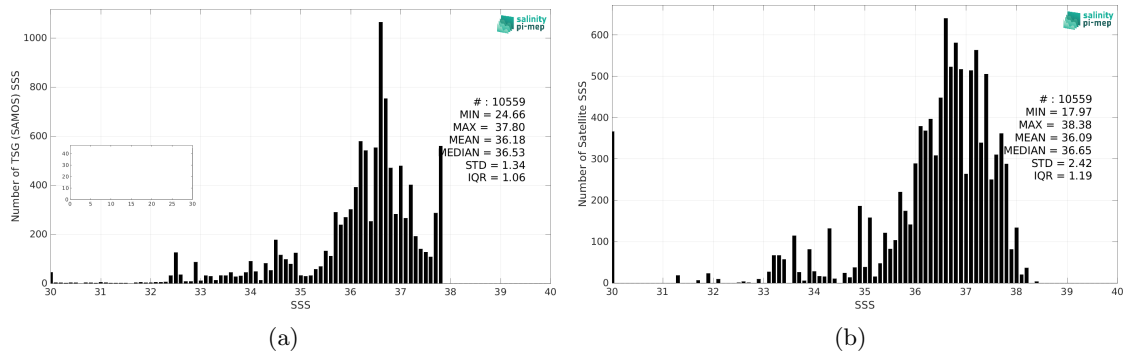 salinity
pi-mep
Number of TSG (SAMOS) SSS
1000
800
600
400
200
0
# : 10559
MIN = 24.66
MAX = 37.80
MEAN = 36.18
MEDIAN = 36.53
STD = 1.34
IQR = 1.06
40
30
20
10
0
0 5 10 15 20 25 30
30 31 32 33 34 35 36 37 38 39 40
SSS
(a)
salinity
pi-mep
Number of Satellite SSS
600
500
400
300
200
100
0
# : 10559
MIN = 17.97
MAX = 38.38
MEAN = 36.09
MEDIAN = 36.65
STD = 2.42
IQR = 1.19
30 31 32 33 34 35 36 37 38 39 40
SSS
(b)